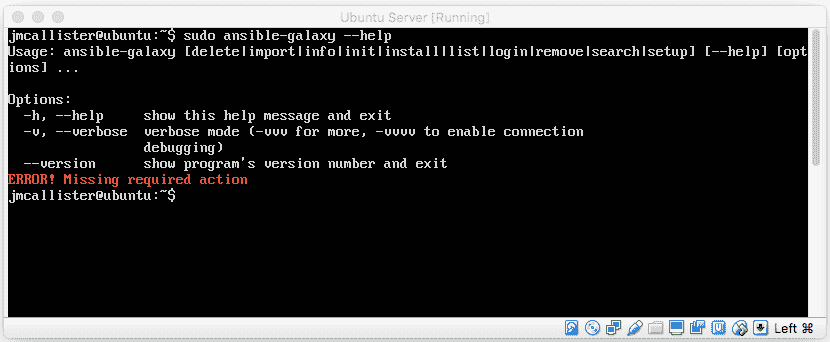 Ubuntu Server [Running]
jmcallister@ubuntu:~$ sudo ansible-galaxy --help
Usage: ansible-galaxy [delete|import|info|init|install|list|login|remove|search|setup] [--help] [opt
ions] ...
Options:
  -h, --help     show this help message and exit
  -v, --verbose  verbose mode (-vvv for more, -vvvv to enable connection
                 debugging)
  --version      show program's version number and exit
ERROR! Missing required action
jmcallister@ubuntu:~$
Left ⌘